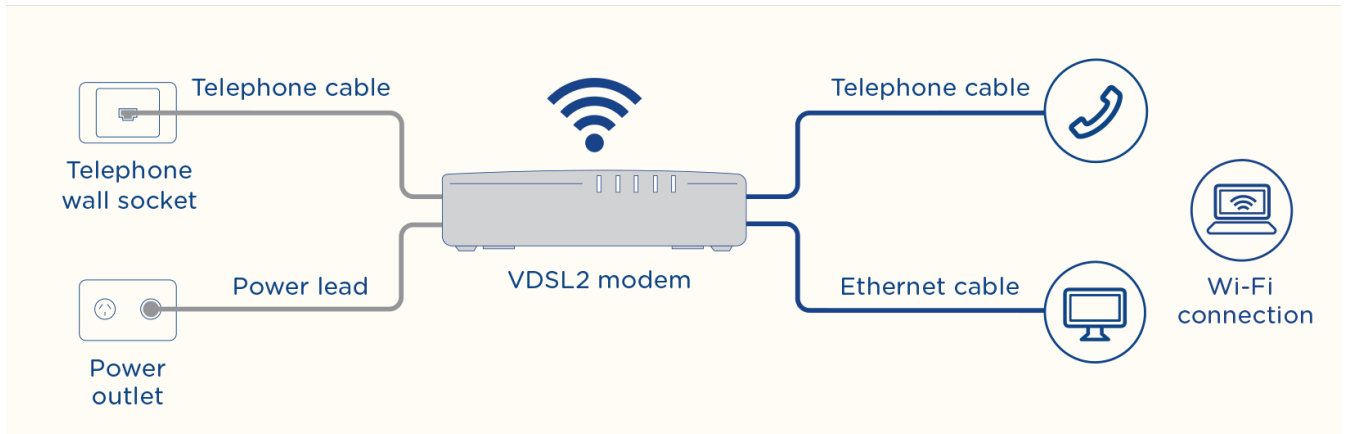 Telephone cable
Telephone cable
Telephone
wall socket
Power lead
VDSL2 modem
Ethernet cable
Wi-Fi
connection
Power
outlet